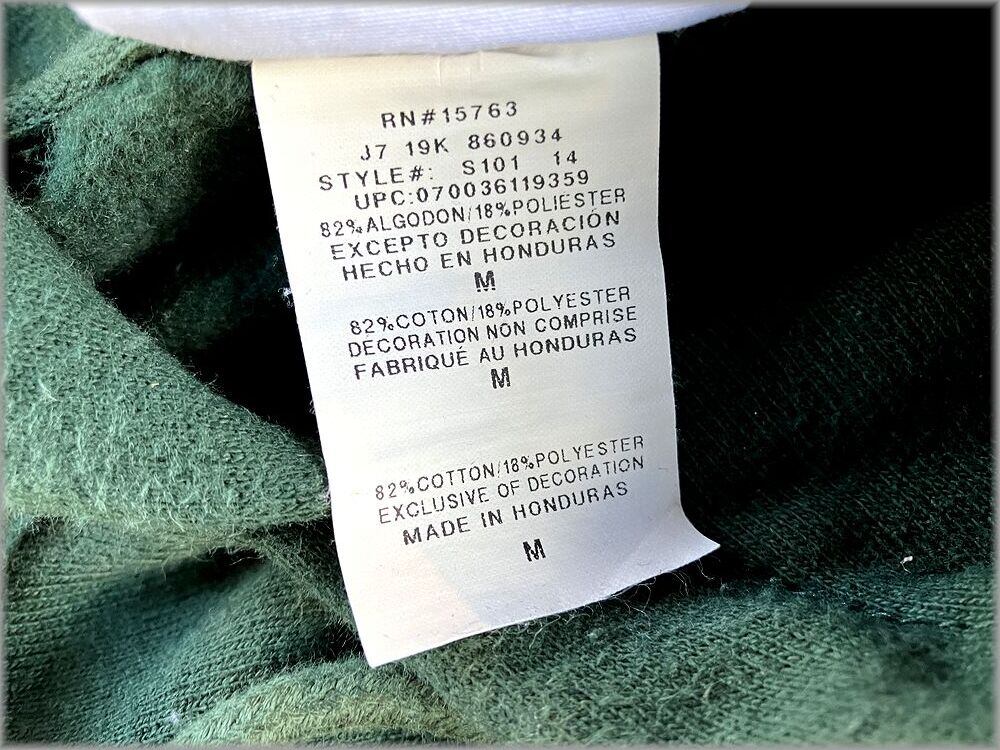 RN#15763
J7 19K 860934
STYLE#: S101 14
UPC:070036119359
82%ALGODON/18%POLIESTER
EXCEPTO DECORACIÓN
HECHO EN HONDURAS
M
82%COTON/18%POLYESTER
DÉCORATION NON COMPRISE
FABRIQUÉ AU HONDURAS
M
82%COTTON/18%POLYESTER
EXCLUSIVE OF DECORATION
MADE IN HONDURAS
M